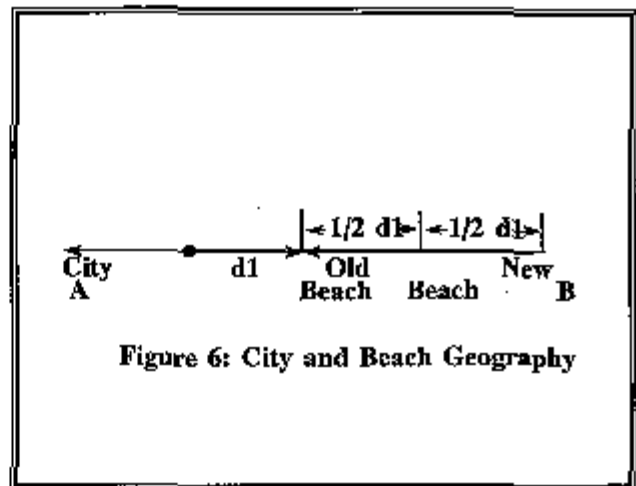 1/2 d1 1/2 d1
City d1 Old New
A Beach Beach B
Figure 6: City and Beach Geography